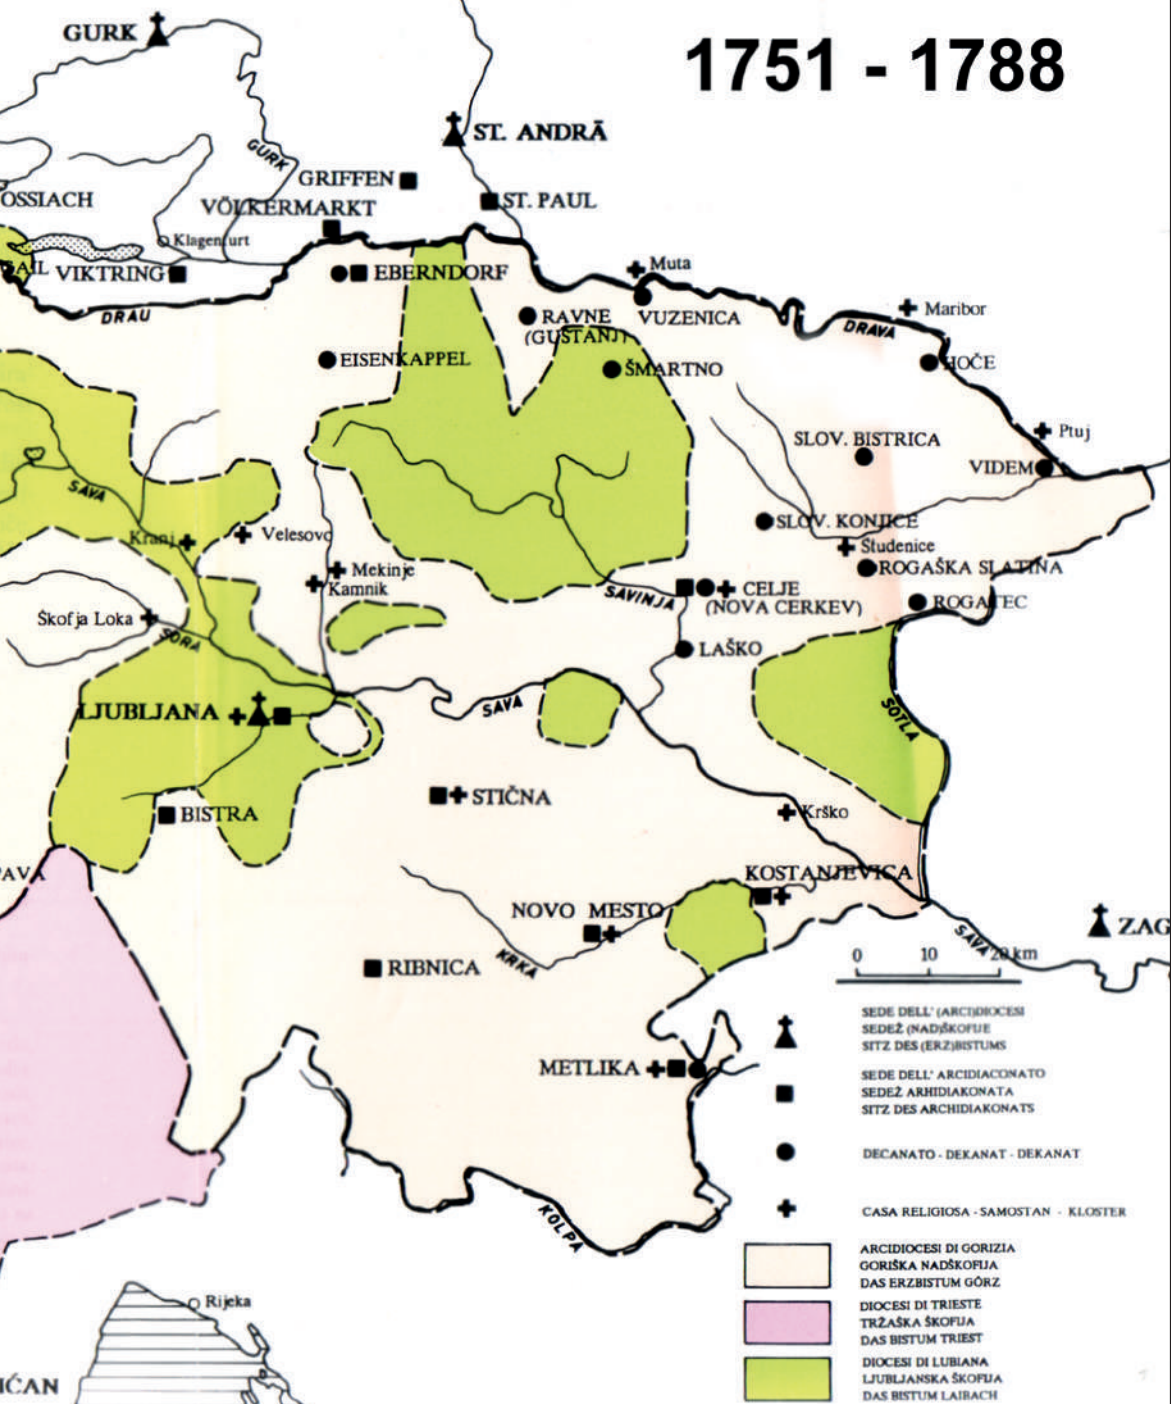 1751 - 1788
GURK
ST. ANDRÄ
GURK
GRIFFEN
OSSIACH
VÖLKERMARKT
ST. PAUL
Klagenfurt
GAIL
VIKTRING
EBERNDORF
Muta
DRAU
RAVNE
(GUŠTANJ)
VUZENICA
DRAVA
Maribor
EISENKAPPEL
ŠMARTNO
HOČE
SLOV. BISTRICA
Ptuj
VIDEM
SAVA
SLOV. KONJICE
Kranj
Velesovo
Študenice
Mekinje
ROGAŠKA SLATINA
Kamnik
SAVINJA
CELJE
(NOVA CERKEV)
ROGATEC
Škofja Loka
SORA
LAŠKO
LJUBLJANA
SAVA
SOTLA
STIČNA
BISTRA
Krško
KOSTANJEVICA
NOVO MESTO
ZAG
SAVA
RIBNICA
KRKA
0 10 20 km
METLIKA
KOLPA
SEDE DELL' (ARCI)DIOCESI
SEDEŽ (NAD)ŠKOFIJE
SITZ DES (ERZ)BISTUMS
SEDE DELL' ARCIDIACONATO
SEDEŽ ARHIDIAKONATA
SITZ DES ARCHIDIAKONATS
DECANATO - DEKANAT - DEKANAT
CASA RELIGIOSA - SAMOSTAN - KLOSTER
ARCIDIOCESI DI GORIZIA
GORIŠKA NADŠKOFIJA
DAS ERZBISTUM GÖRZ
DIOCESI DI TRIESTE
TRŽAŠKA ŠKOFIJA
DAS BISTUM TRIEST
DIOCESI DI LUBIANA
LJUBLJANSKA ŠKOFIJA
DAS BISTUM LAIBACH
Rijeka
IĆAN